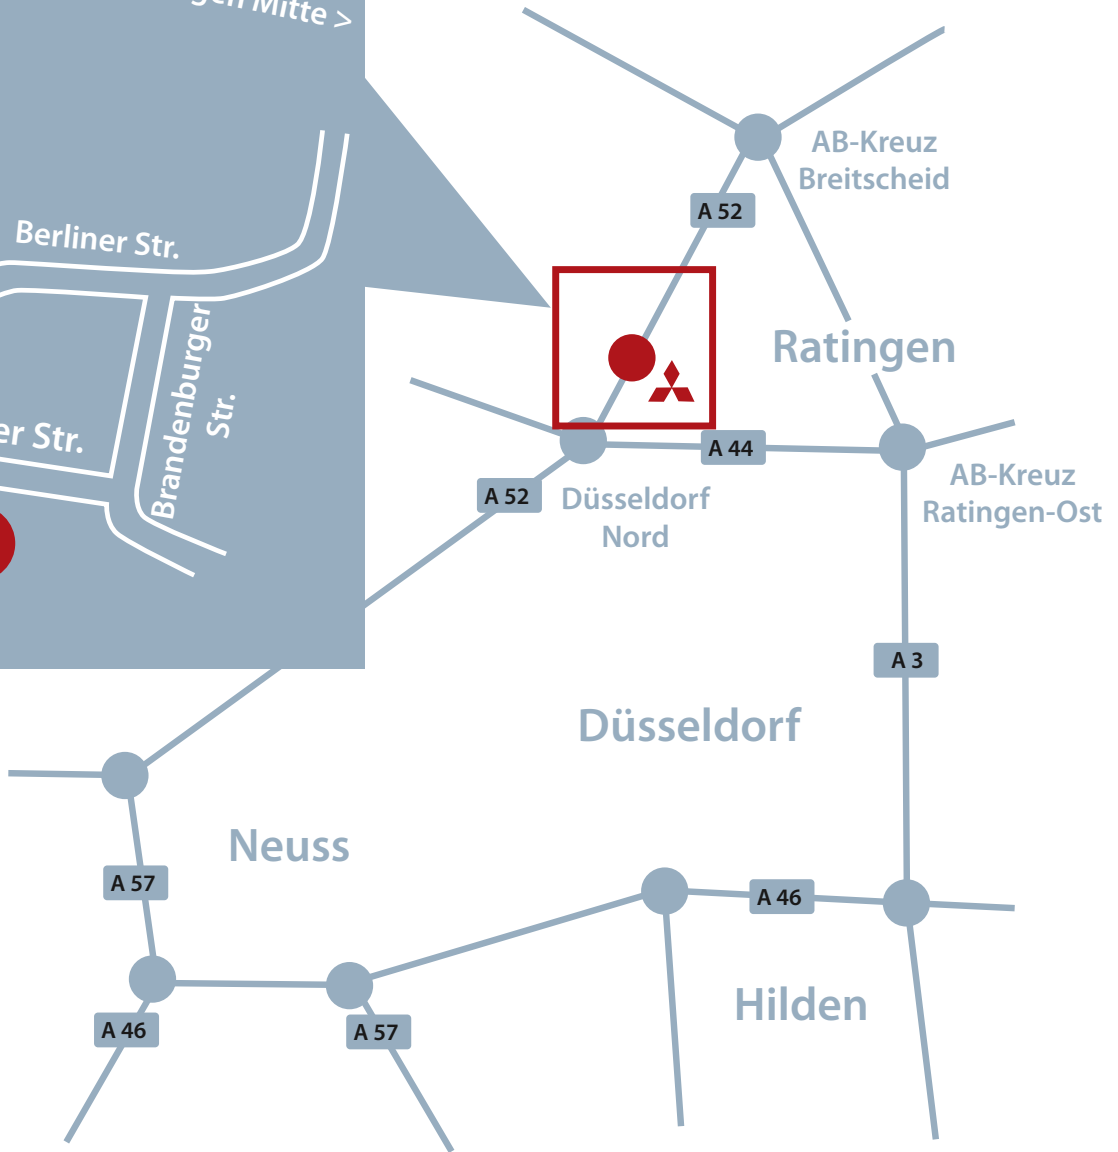 Mitte >
AB-Kreuz
Breitscheid
A 52
Berliner Str.
Brandenburger
Str.
Ratingen
Str.
A 44
A 52
Düsseldorf
Nord
AB-Kreuz
Ratingen-Ost
A 3
Düsseldorf
Neuss
A 57
A 46
Hilden
A 46
A 57